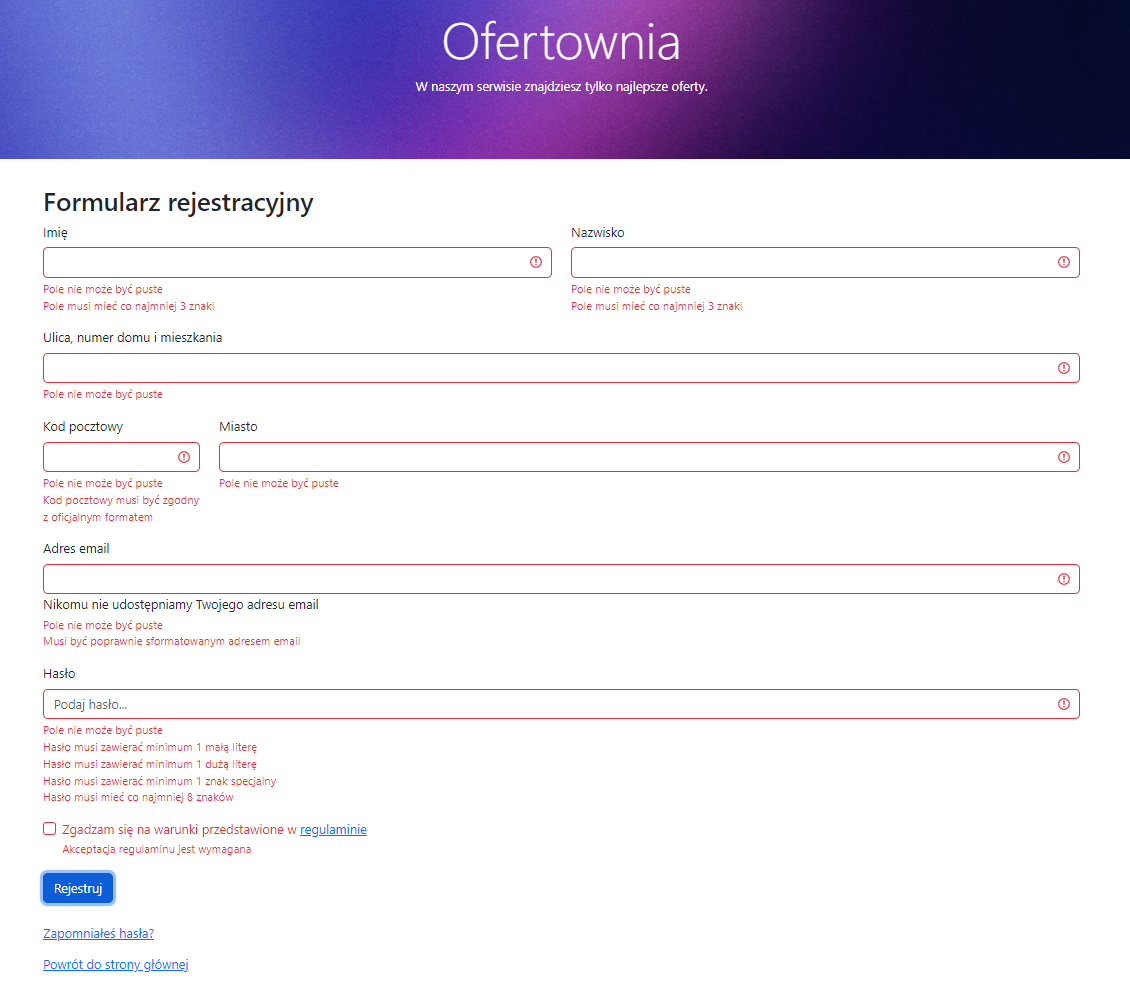 Ofertownia
W naszym serwisie znajdziesz tylko najlepsze oferty.
Formularz rejestracyjny
Imię
Pole nie może być puste
Pole musi mieć co najmniej 3 znaki
Nazwisko
Pole nie może być puste
Pole musi mieć co najmniej 3 znaki
Ulica, numer domu i mieszkania
Pole nie może być puste
Kod pocztowy
Pole nie może być puste
Kod pocztowy musi być zgodny
z oficjalnym formatem
Miasto
Pole nie może być puste
Adres email
Nikomu nie udostępniamy Twojego adresu email
Pole nie może być puste
Musi być poprawnie sformatowanym adresem email
Hasło
Podaj hasło...
Pole nie może być puste
Hasło musi zawierać minimum 1 małą literę
Hasło musi zawierać minimum 1 dużą literę
Hasło musi zawierać minimum 1 znak specjalny
Hasło musi mieć co najmniej 8 znaków
Zgadzam się na warunki przedstawione w regulaminie
Akceptacja regulaminu jest wymagana
Rejestruj
Zapomniałeś hasła?
Powrót do strony głównej